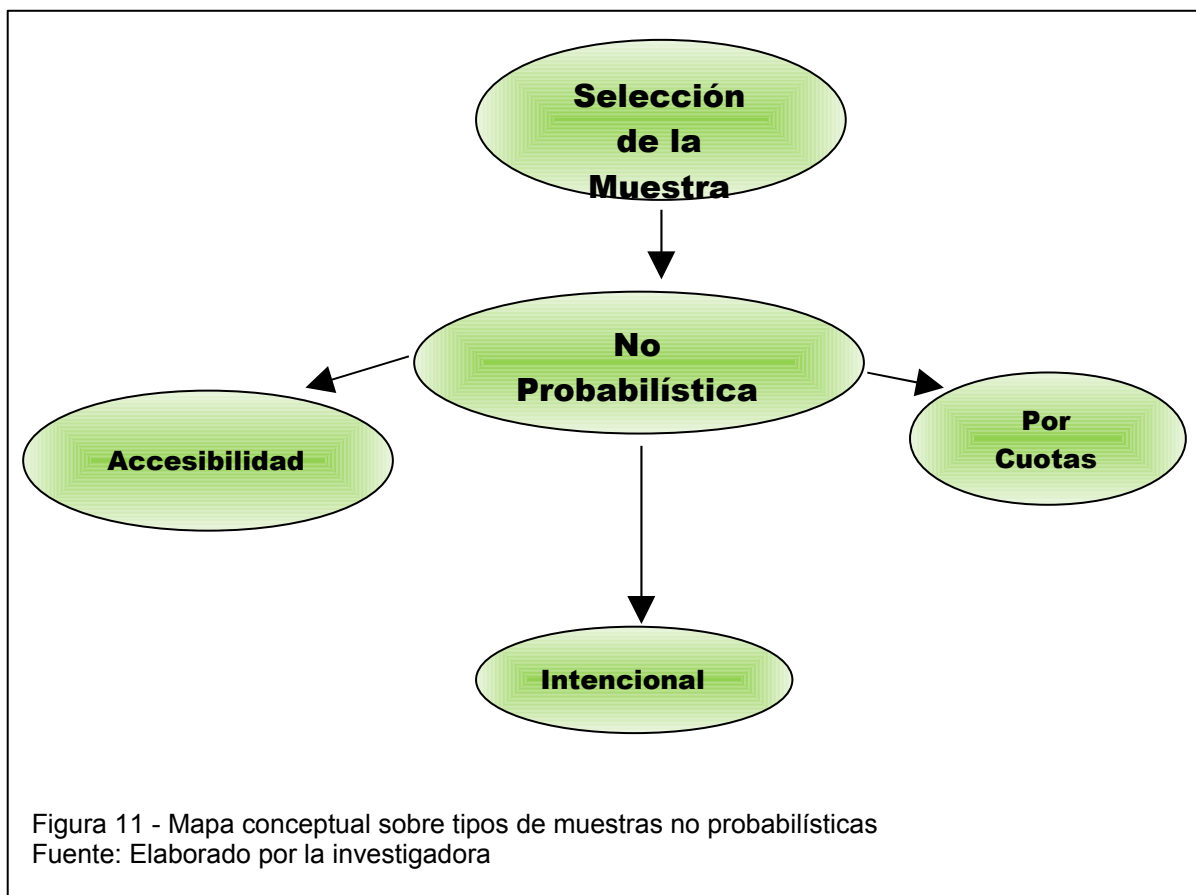 Selección
de la
Muestra
No
Probabilística
Accesibilidad
Por
Cuotas
Intencional
Figura 11 - Mapa conceptual sobre tipos de muestras no probabilísticas
Fuente: Elaborado por la investigadora